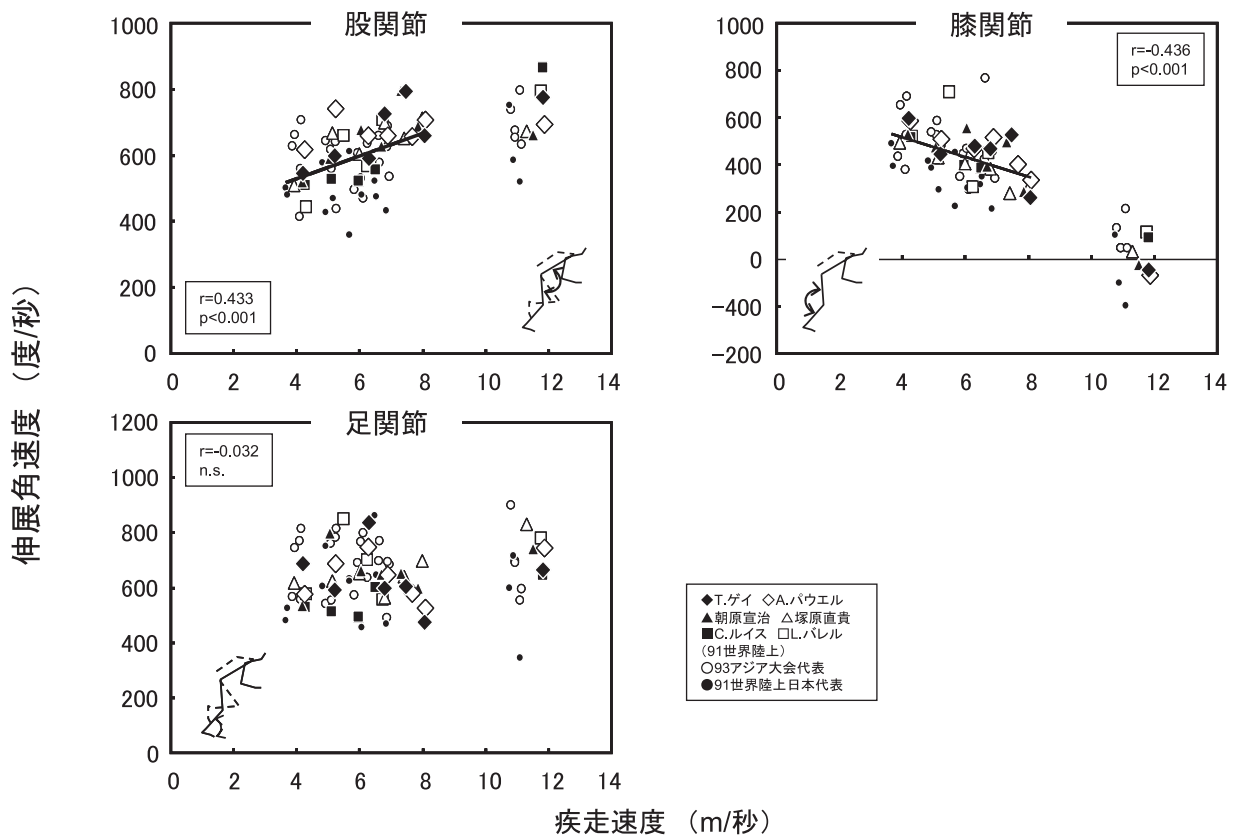 股関節
1000
800
600
400
200
0
r=0.433
p<0.001
0 2 4 6 8 10 12 14
膝関節
1000
800
600
400
200
0
−400
−200
r=-0.436
p<0.001
0 2 4 6 8 10 12 14
足関節
1200
1000
800
600
400
200
0
r=-0.032
n.s.
0 2 4 6 8 10 12 14
伸展角速度 (度/秒)
疾走速度 (m/秒)
◆T.ゲイ ◇A.パウエル
▲朝原宣治 △塚原直貴
■C.ルイス □L.バレル
(91世界陸上)
○93アジア大会代表
●91世界陸上日本代表